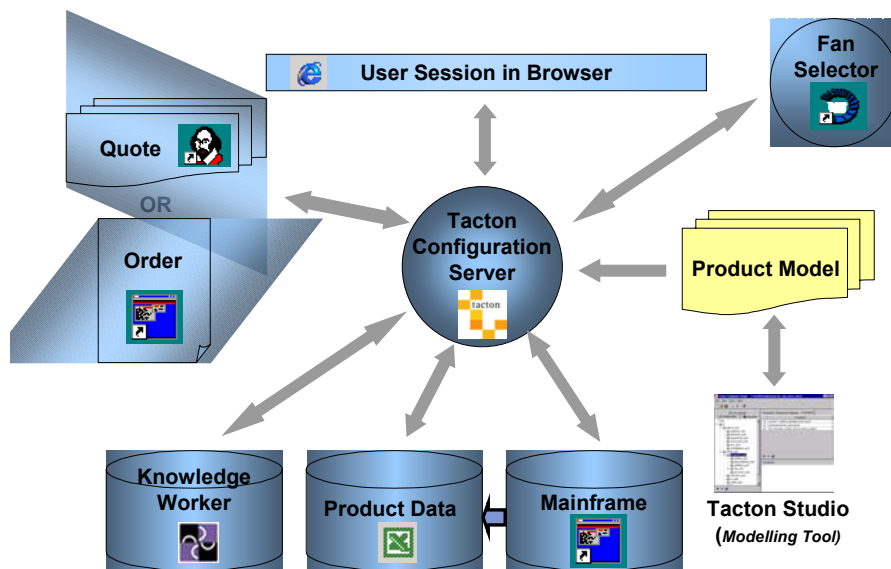 User Session in Browser
Fan
Selector
Quote
OR
Order
Tacton
Configuration
Server
tacton
Product Model
Knowledge
Worker
Product Data
Mainframe
Tacton Studio
(Modelling Tool)